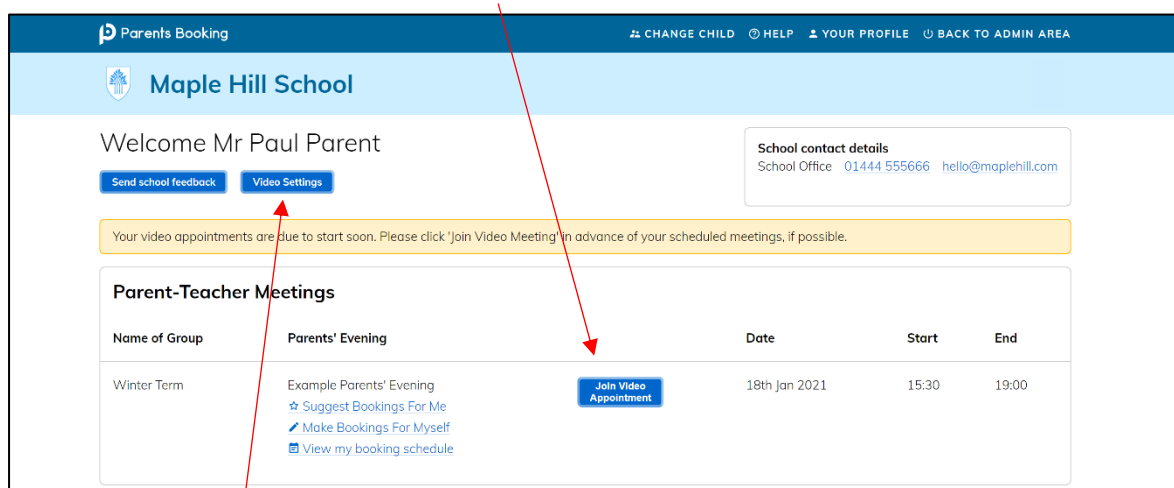 Parents Booking
CHANGE CHILD HELP YOUR PROFILE BACK TO ADMIN AREA
Maple Hill School
Welcome Mr Paul Parent
Send school feedback Video Settings
School contact details
School Office 01444 555666 hello@maplehill.com
Your video appointments are due to start soon. Please click 'Join Video Meeting' in advance of your scheduled meetings, if possible.
Parent-Teacher Meetings
Name of Group Parents' Evening Date Start End
Winter Term Example Parents' Evening Join Video Appointment 18th Jan 2021 15:30 19:00
Suggest Bookings For Me
Make Bookings For Myself
View my booking schedule